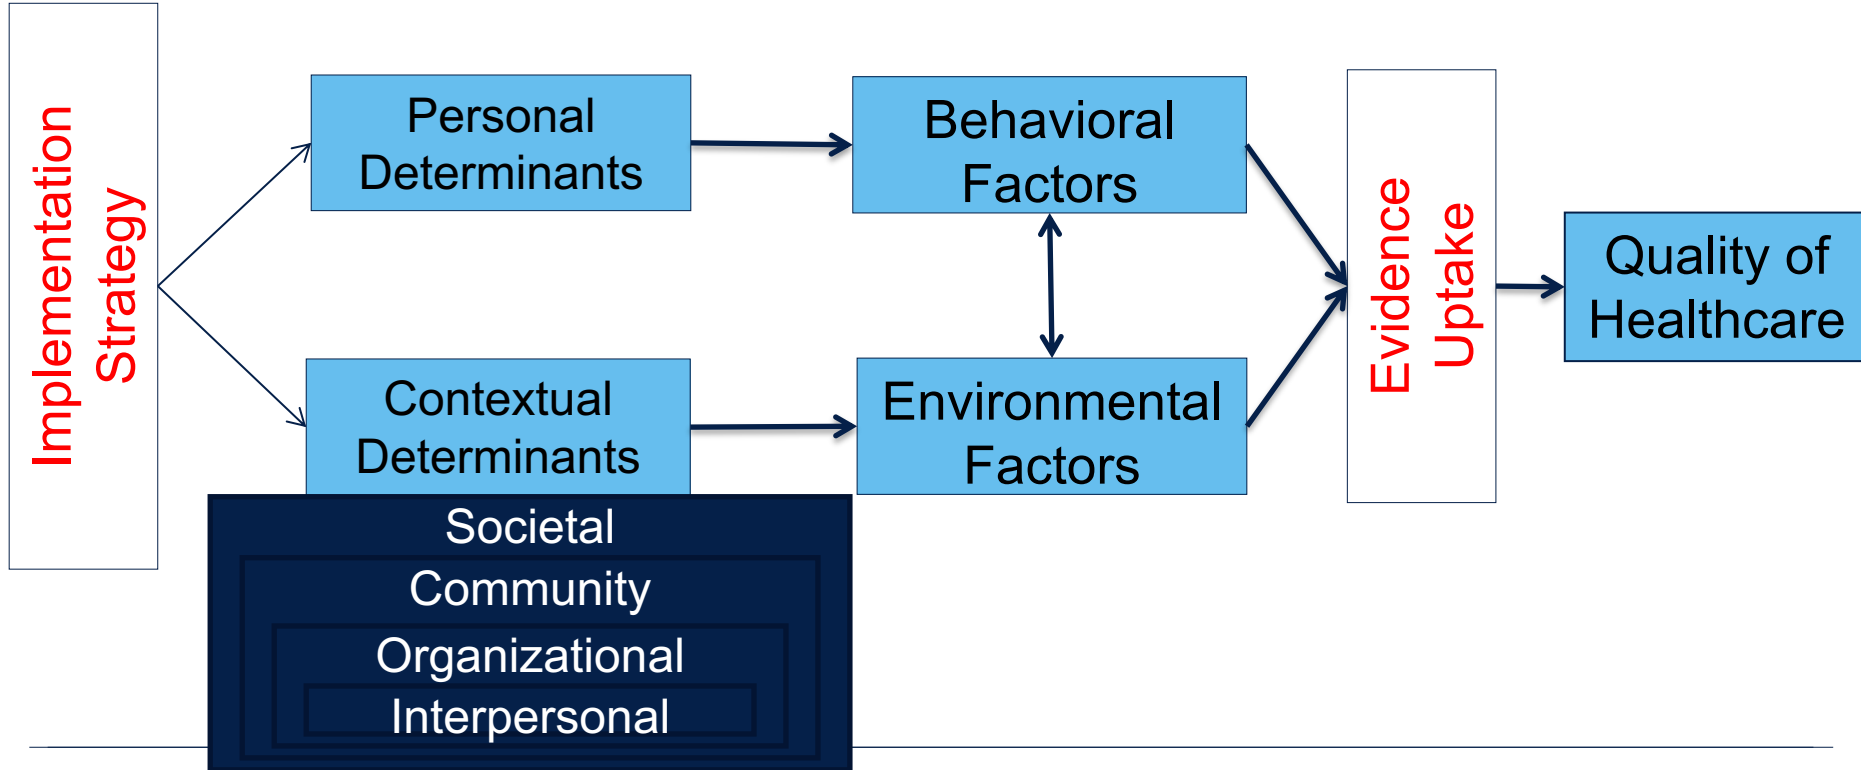 Implementation
Strategy
Personal
Determinants
Contextual
Determinants
Societal
Community
Organizational
Interpersonal
Behavioral
Factors
Environmental
Factors
Evidence
Uptake
Quality of
Healthcare